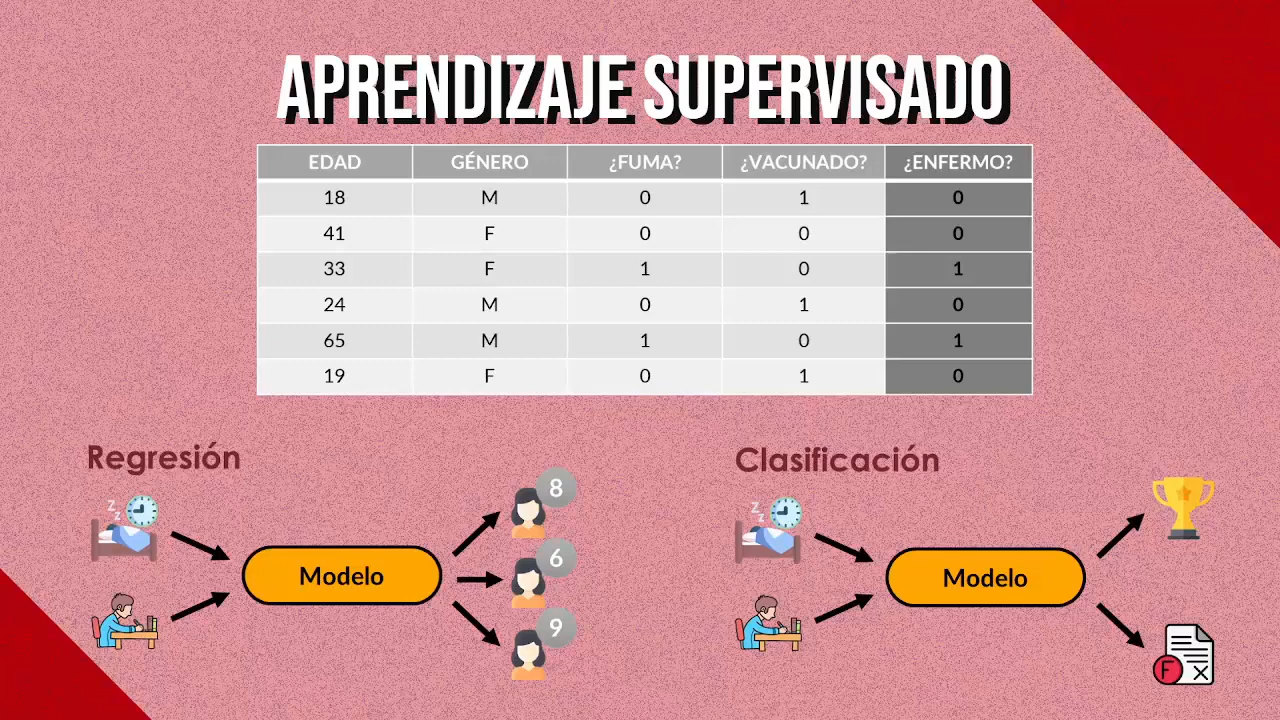 APRENDIZAJE SUPERVISADO
EDAD GÉNERO ¿FUMA? ¿VACUNADO? ¿ENFERMO?
18 M 0 1 0
41 F 0 0 0
33 F 1 0 1
24 M 0 1 0
65 M 1 0 1
19 F 0 1 0
Regresión
Z
z
Modelo
8
6
9
Clasificación
Z
z
Modelo
F X